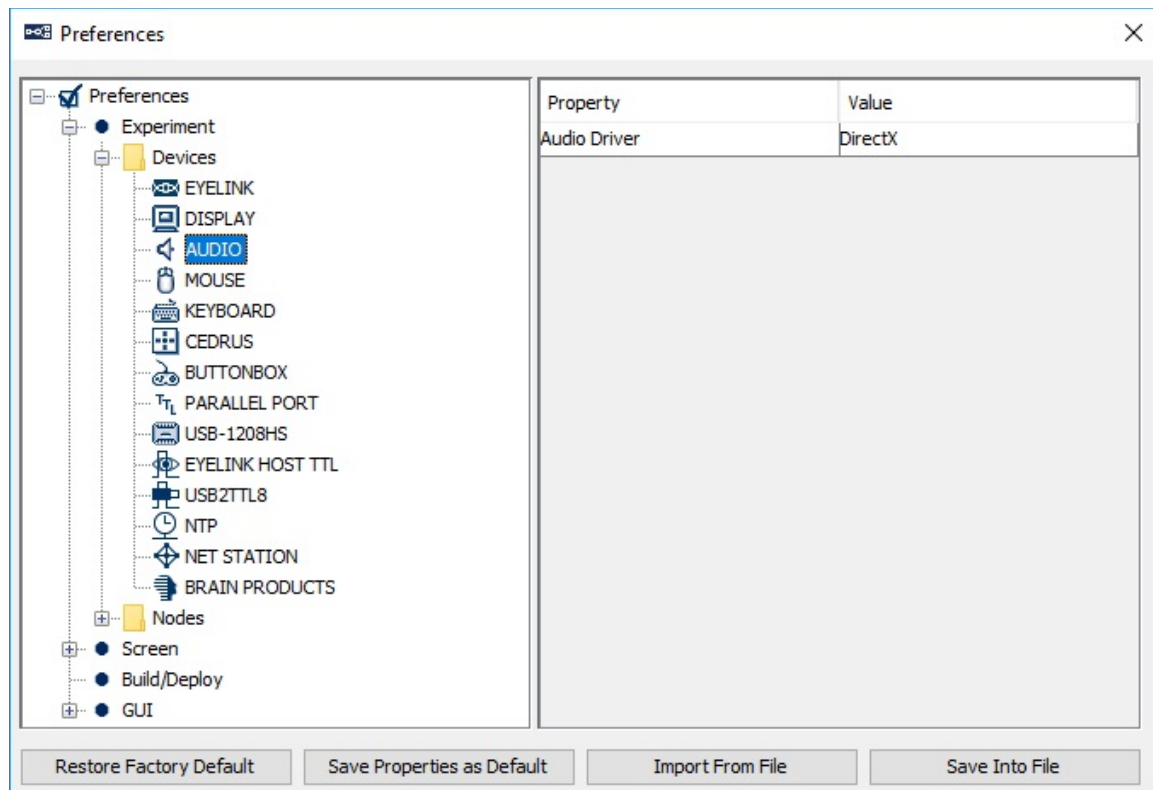 Preferences
Preferences
Experiment
Devices
EYELINK
DISPLAY
AUDIO
MOUSE
KEYBOARD
CEDRUS
BUTTONBOX
TTL PARALLEL PORT
USB-1208HS
EYELINK HOST TTL
USB2TTL8
NTP
NET STATION
BRAIN PRODUCTS
Nodes
Screen
Build/Deploy
GUI
Property Value
Audio Driver DirectX
Restore Factory Default Save Properties as Default Import From File Save Into File